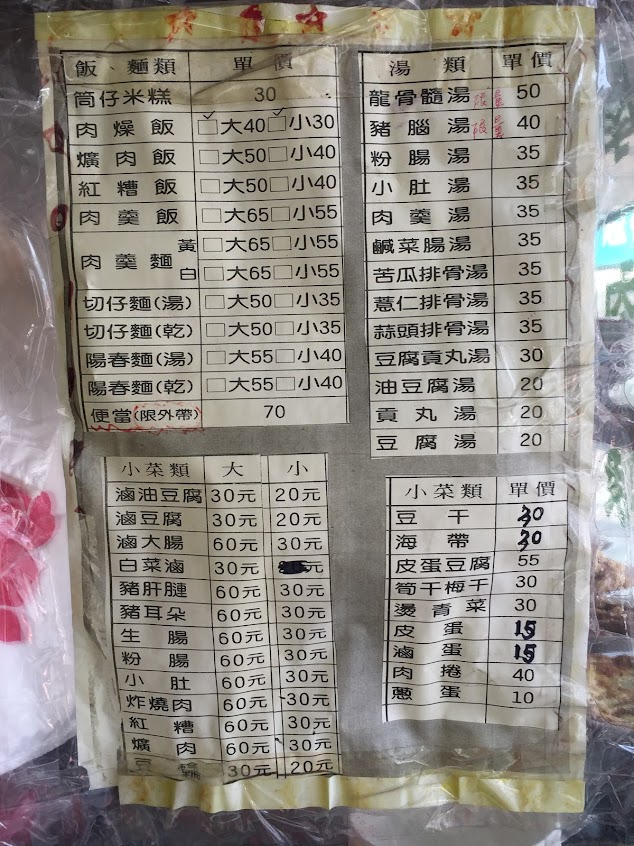 飯、麵類 單價
筒仔米糕 30
肉燥飯 □大40□小30
爌肉飯 □大50□小40
紅糟飯 □大50□小40
肉羹飯 □大65□小55
肉羹麵 黃 □大65□小55
白 □大65□小55
切仔麵(湯) □大50□小35
切仔麵(乾) □大50□小35
陽春麵(湯) □大55□小40
陽春麵(乾) □大55□小40
便當(限外帶) 70
湯類 單價
龍骨髓湯 限量 50
豬腦湯 限量 40
粉腸湯 35
小肚湯 35
肉羹湯 35
鹹菜腸湯 35
苦瓜排骨湯 35
薏仁排骨湯 35
蒜頭排骨湯 35
豆腐貢丸湯 30
油豆腐湯 20
貢丸湯 20
豆腐湯 20
小菜類 大 小
滷油豆腐 30元 20元
滷豆腐 30元 20元
滷大腸 60元 30元
白菜滷 30元 元
豬肝腱 60元 30元
豬耳朵 60元 30元
生腸 60元 30元
粉腸 60元 30元
小肚 60元 30元
炸燒肉 60元 30元
紅糟 60元 30元
爌肉 60元 30元
豆 30元 20元
小菜類 單價
豆干 30
海帶 30
皮蛋豆腐 55
筍干梅干 30
燙青菜 30
皮蛋 15
滷蛋 15
肉捲 40
蔥蛋 10